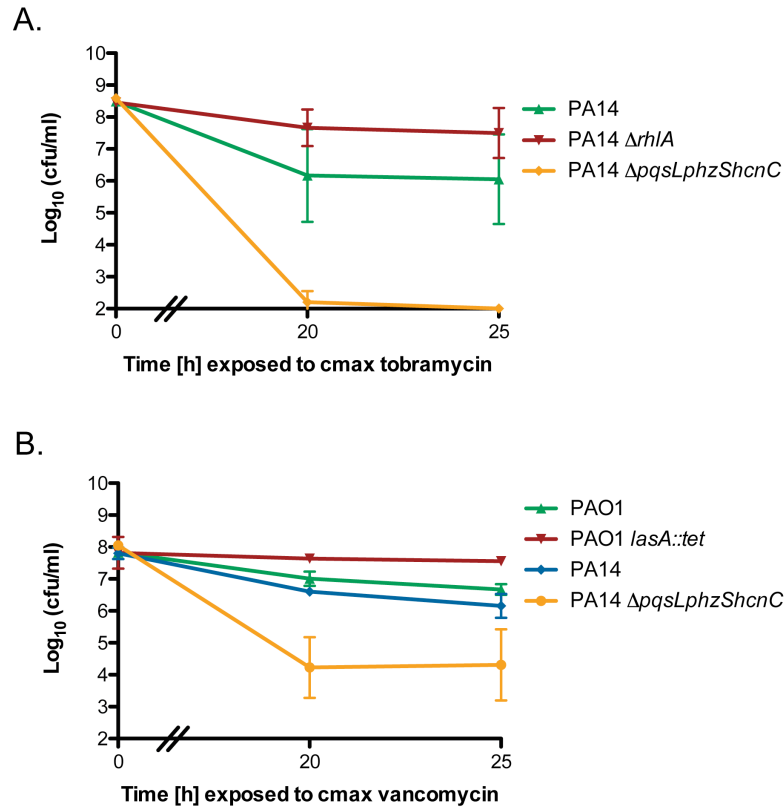 A.
10
9
8
7
6
5
4
3
2
Log10 (cfu/ml)
0
20
25
Time [h] exposed to cmax tobramycin
PA14
PA14 ΔrhlA
PA14 ΔpqsLphzShcnC
B.
10
9
8
7
6
5
4
3
2
Log10 (cfu/ml)
0
20
25
Time [h] exposed to cmax vancomycin
PAO1
PAO1 lasA::tet
PA14
PA14 ΔpqsLphzShcnC